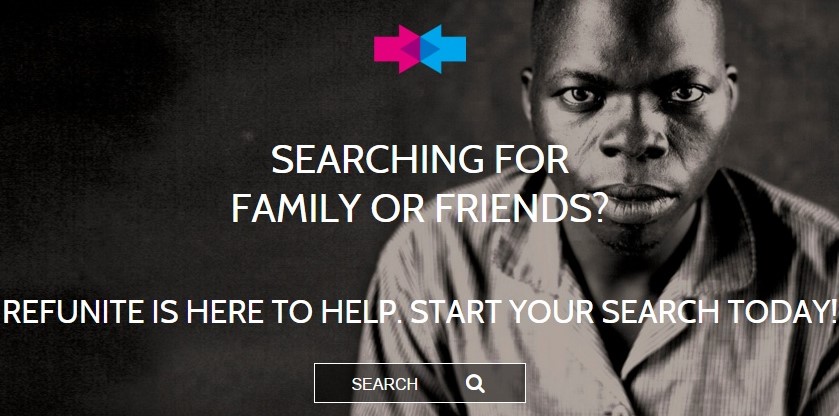 SEARCHING FOR
FAMILY OR FRIENDS?
REFUNITE IS HERE TO HELP. START YOUR SEARCH TODAY!
SEARCH